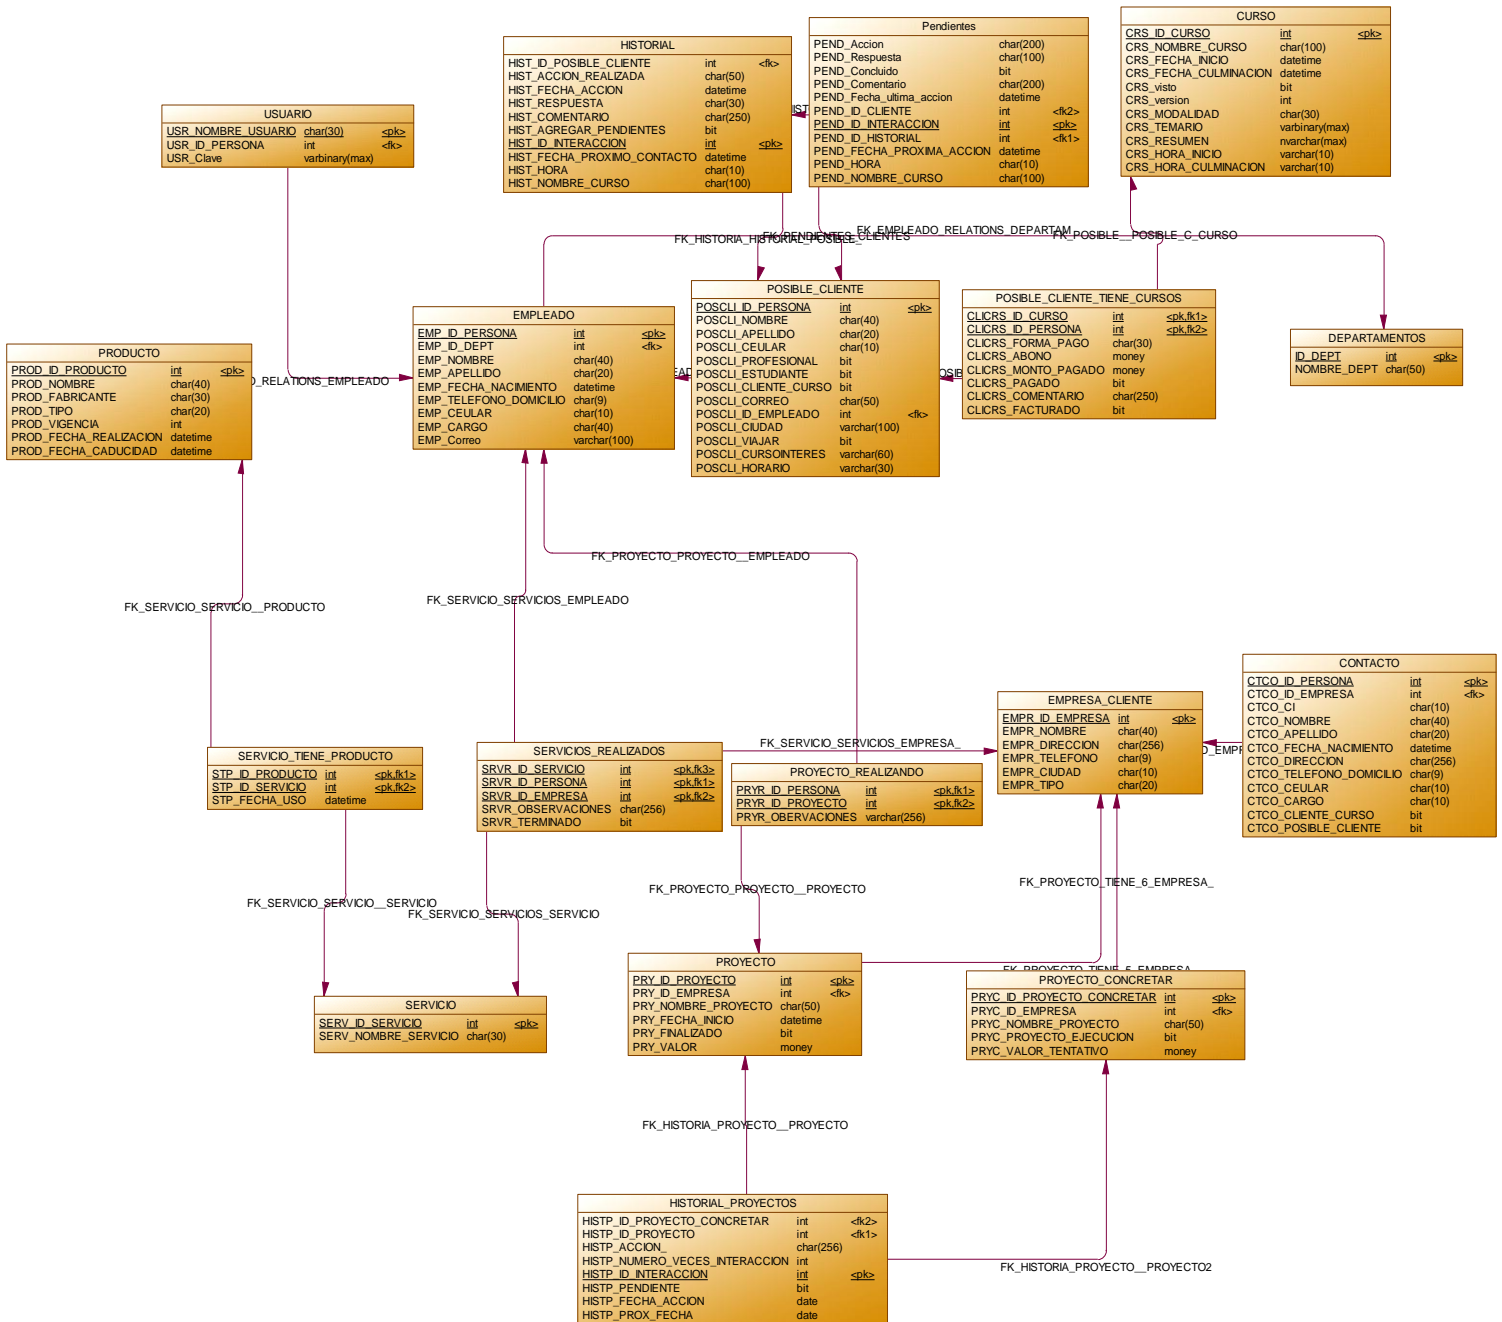 HISTORIAL
HIST_ID_POSIBLE_CLIENTE int <fk>
HIST_ACCION_REALIZADA char(50)
HIST_FECHA_ACCION datetime
HIST_RESPUESTA char(30)
HIST_COMENTARIO char(250)
HIST_AGREGAR_PENDIENTES bit
HIST_ID_INTERACCION int <pk>
HIST_FECHA_PROXIMO_CONTACTO datetime
HIST_HORA char(10)
HIST_NOMBRE_CURSO char(100)
Pendientes
PEND_Accion char(200)
PEND_Respuesta char(100)
PEND_Concluido bit
PEND_Comentario char(200)
PEND_Fecha_ultima_accion datetime
PEND_ID_CLIENTE int <fk2>
PEND_ID_INTERACCION int <pk>
PEND_ID_HISTORIAL int <fk1>
PEND_FECHA_PROXIMA_ACCION datetime
PEND_HORA char(10)
PEND_NOMBRE_CURSO char(100)
CURSO
CRS_ID_CURSO int <pk>
CRS_NOMBRE_CURSO char(100)
CRS_FECHA_INICIO datetime
CRS_FECHA_CULMINACION datetime
CRS_visto bit
CRS_version int
CRS_MODALIDAD char(30)
CRS_TEMARIO varbinary(max)
CRS_RESUMEN nvarchar(max)
CRS_HORA_INICIO varchar(10)
CRS_HORA_CULMINACION varchar(10)
USUARIO
USR_NOMBRE_USUARIO char(30) <pk>
USR_ID_PERSONA int <fk>
USR_Clave varbinary(max)
FK_HISTORIA_HISTORIAL_POSIBLE_
FK_PENDIENTES_CLIENTES
FK_EMPLEADO_RELATIONS_DEPARTAM
FK_POSIBLE__POSIBLE_C_CURSO
EMPLEADO
EMP_ID_PERSONA int <pk>
EMP_ID_DEPT int <fk>
EMP_NOMBRE char(40)
EMP_APELLIDO char(20)
EMP_FECHA_NACIMIENTO datetime
EMP_TELEFONO_DOMICILIO char(9)
EMP_CEULAR char(10)
EMP_CARGO char(40)
EMP_Correo varchar(100)
POSIBLE_CLIENTE
POSCLI_ID_PERSONA int <pk>
POSCLI_NOMBRE char(40)
POSCLI_APELLIDO char(20)
POSCLI_CEULAR char(10)
POSCLI_PROFESIONAL bit
POSCLI_ESTUDIANTE bit
POSCLI_CLIENTE_CURSO bit
POSCLI_CORREO char(50)
POSCLI_ID_EMPLEADO int <fk>
POSCLI_CIUDAD varchar(100)
POSCLI_VIAJAR bit
POSCLI_CURSOINTERES varchar(60)
POSCLI_HORARIO varchar(30)
POSIBLE_CLIENTE_TIENE_CURSOS
CLICRS_ID_CURSO int <pk,fk1>
CLICRS_ID_PERSONA int <pk,fk2>
CLICRS_FORMA_PAGO char(30)
CLICRS_ABONO money
CLICRS_MONTO_PAGADO money
CLICRS_PAGADO bit
CLICRS_COMENTARIO char(250)
CLICRS_FACTURADO bit
DEPARTAMENTOS
ID_DEPT int <pk>
NOMBRE_DEPT char(50)
PRODUCTO
PROD_ID_PRODUCTO int <pk>
PROD_NOMBRE char(40)
PROD_FABRICANTE char(30)
PROD_TIPO char(20)
PROD_VIGENCIA int
PROD_FECHA_REALIZACION datetime
PROD_FECHA_CADUCIDAD datetime
O_RELATIONS_EMPLEADO
FK_PROYECTO_PROYECTO__EMPLEADO
FK_SERVICIO_SERVICIO__PRODUCTO
FK_SERVICIO_SERVICIOS_EMPLEADO
SERVICIO_TIENE_PRODUCTO
STP_ID_PRODUCTO int <pk,fk1>
STP_ID_SERVICIO int <pk,fk2>
STP_FECHA_USO datetime
SERVICIOS_REALIZADOS
SRVR_ID_SERVICIO int <pk,fk3>
SRVR_ID_PERSONA int <pk,fk1>
SRVR_ID_EMPRESA int <pk,fk2>
SRVR_OBSERVACIONES char(256)
SRVR_TERMINADO bit
FK_SERVICIO_SERVICIOS_EMPRESA_
PROYECTO_REALIZANDO
PRYR_ID_PERSONA int <pk,fk1>
PRYR_ID_PROYECTO int <pk,fk2>
PRYR_OBERVACIONES varchar(256)
EMPRESA_CLIENTE
EMPR_ID_EMPRESA int <pk>
EMPR_NOMBRE char(40)
EMPR_DIRECCION char(256)
EMPR_TELEFONO char(9)
EMPR_CIUDAD char(10)
EMPR_TIPO char(20)
CONTACTO
CTCO_ID_PERSONA int <pk>
CTCO_ID_EMPRESA int <fk>
CTCO_CI char(10)
CTCO_NOMBRE char(40)
CTCO_APELLIDO char(20)
CTCO_FECHA_NACIMIENTO datetime
CTCO_DIRECCION char(256)
CTCO_TELEFONO_DOMICILIO char(9)
CTCO_CEULAR char(10)
CTCO_CARGO char(10)
CTCO_CLIENTE_CURSO bit
CTCO_POSIBLE_CLIENTE bit
FK_SERVICIO_SERVICIO__SERVICIO
FK_SERVICIO_SERVICIOS_SERVICIO
FK_PROYECTO_PROYECTO__PROYECTO
FK_PROYECTO_TIENE_6_EMPRESA_
FK_PROYECTO_TIENE_5_EMPRESA_
SERVICIO
SERV_ID_SERVICIO int <pk>
SERV_NOMBRE_SERVICIO char(30)
PROYECTO
PRY_ID_PROYECTO int <pk>
PRY_ID_EMPRESA int <fk>
PRY_NOMBRE_PROYECTO char(50)
PRY_FECHA_INICIO datetime
PRY_FINALIZADO bit
PRY_VALOR money
PROYECTO_CONCRETAR
PRYC_ID_PROYECTO_CONCRETAR int <pk>
PRYC_ID_EMPRESA int <fk>
PRYC_NOMBRE_PROYECTO char(50)
PRYC_PROYECTO_EJECUCION bit
PRYC_VALOR_TENTATIVO money
FK_HISTORIA_PROYECTO__PROYECTO
HISTORIAL_PROYECTOS
HISTP_ID_PROYECTO_CONCRETAR int <fk2>
HISTP_ID_PROYECTO int <fk1>
HISTP_ACCION_ char(256)
HISTP_NUMERO_VECES_INTERACCION int
HISTP_ID_INTERACCION int <pk>
HISTP_PENDIENTE bit
HISTP_FECHA_ACCION date
HISTP_PROX_FECHA date
FK_HISTORIA_PROYECTO__PROYECTO2